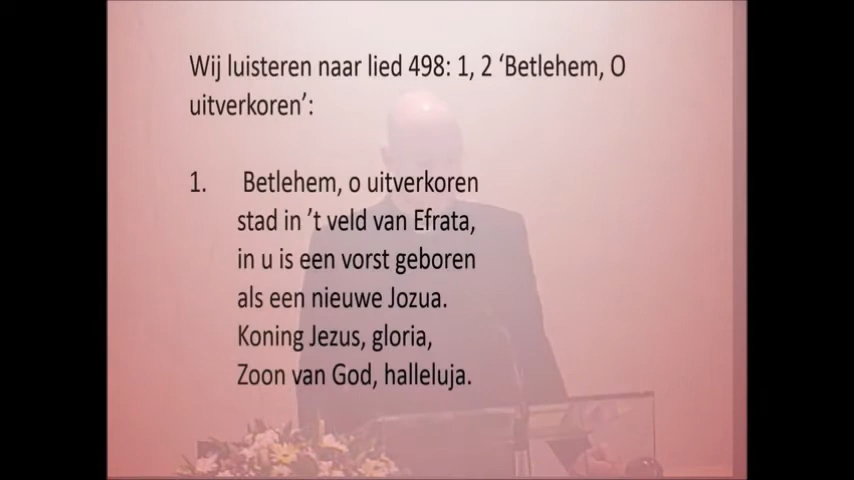 Wij luisteren naar lied 498: 1, 2 ‘Betlehem, O
uitverkoren’:
1. Betlehem, o uitverkoren
stad in ’t veld van Efrata,
in u is een vorst geboren
als een nieuwe Jozua.
Koning Jezus, gloria,
Zoon van God, halleluja.